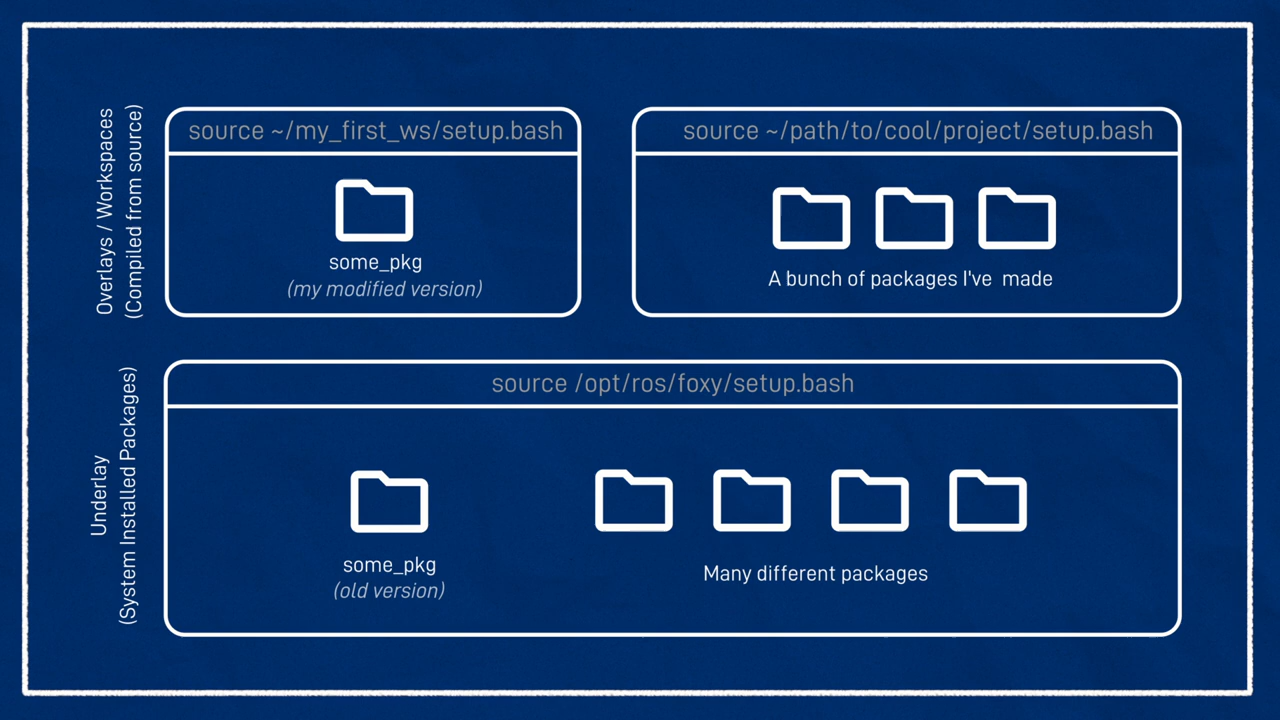 Overlays / Workspaces
(Compiled from source)
source ~/my_first_ws/setup.bash
some_pkg
(my modified version)
source ~/path/to/cool/project/setup.bash
A bunch of packages I've  made
Underlay
(System Installed Packages)
source /opt/ros/foxy/setup.bash
some_pkg
(old version)
Many different packages